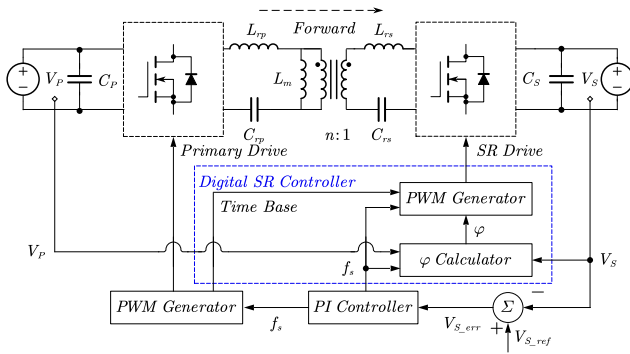 Forward
L_rp
L_rs
V_P
C_P
L_m
C_S
V_S
C_rp
n:1
C_rs
Primary Drive
SR Drive
Digital SR Controller
Time Base
PWM Generator
φ
V_P
f_s
φ Calculator
V_S
PWM Generator
f_s
PI Controller
V_S_err
Σ
V_S_ref